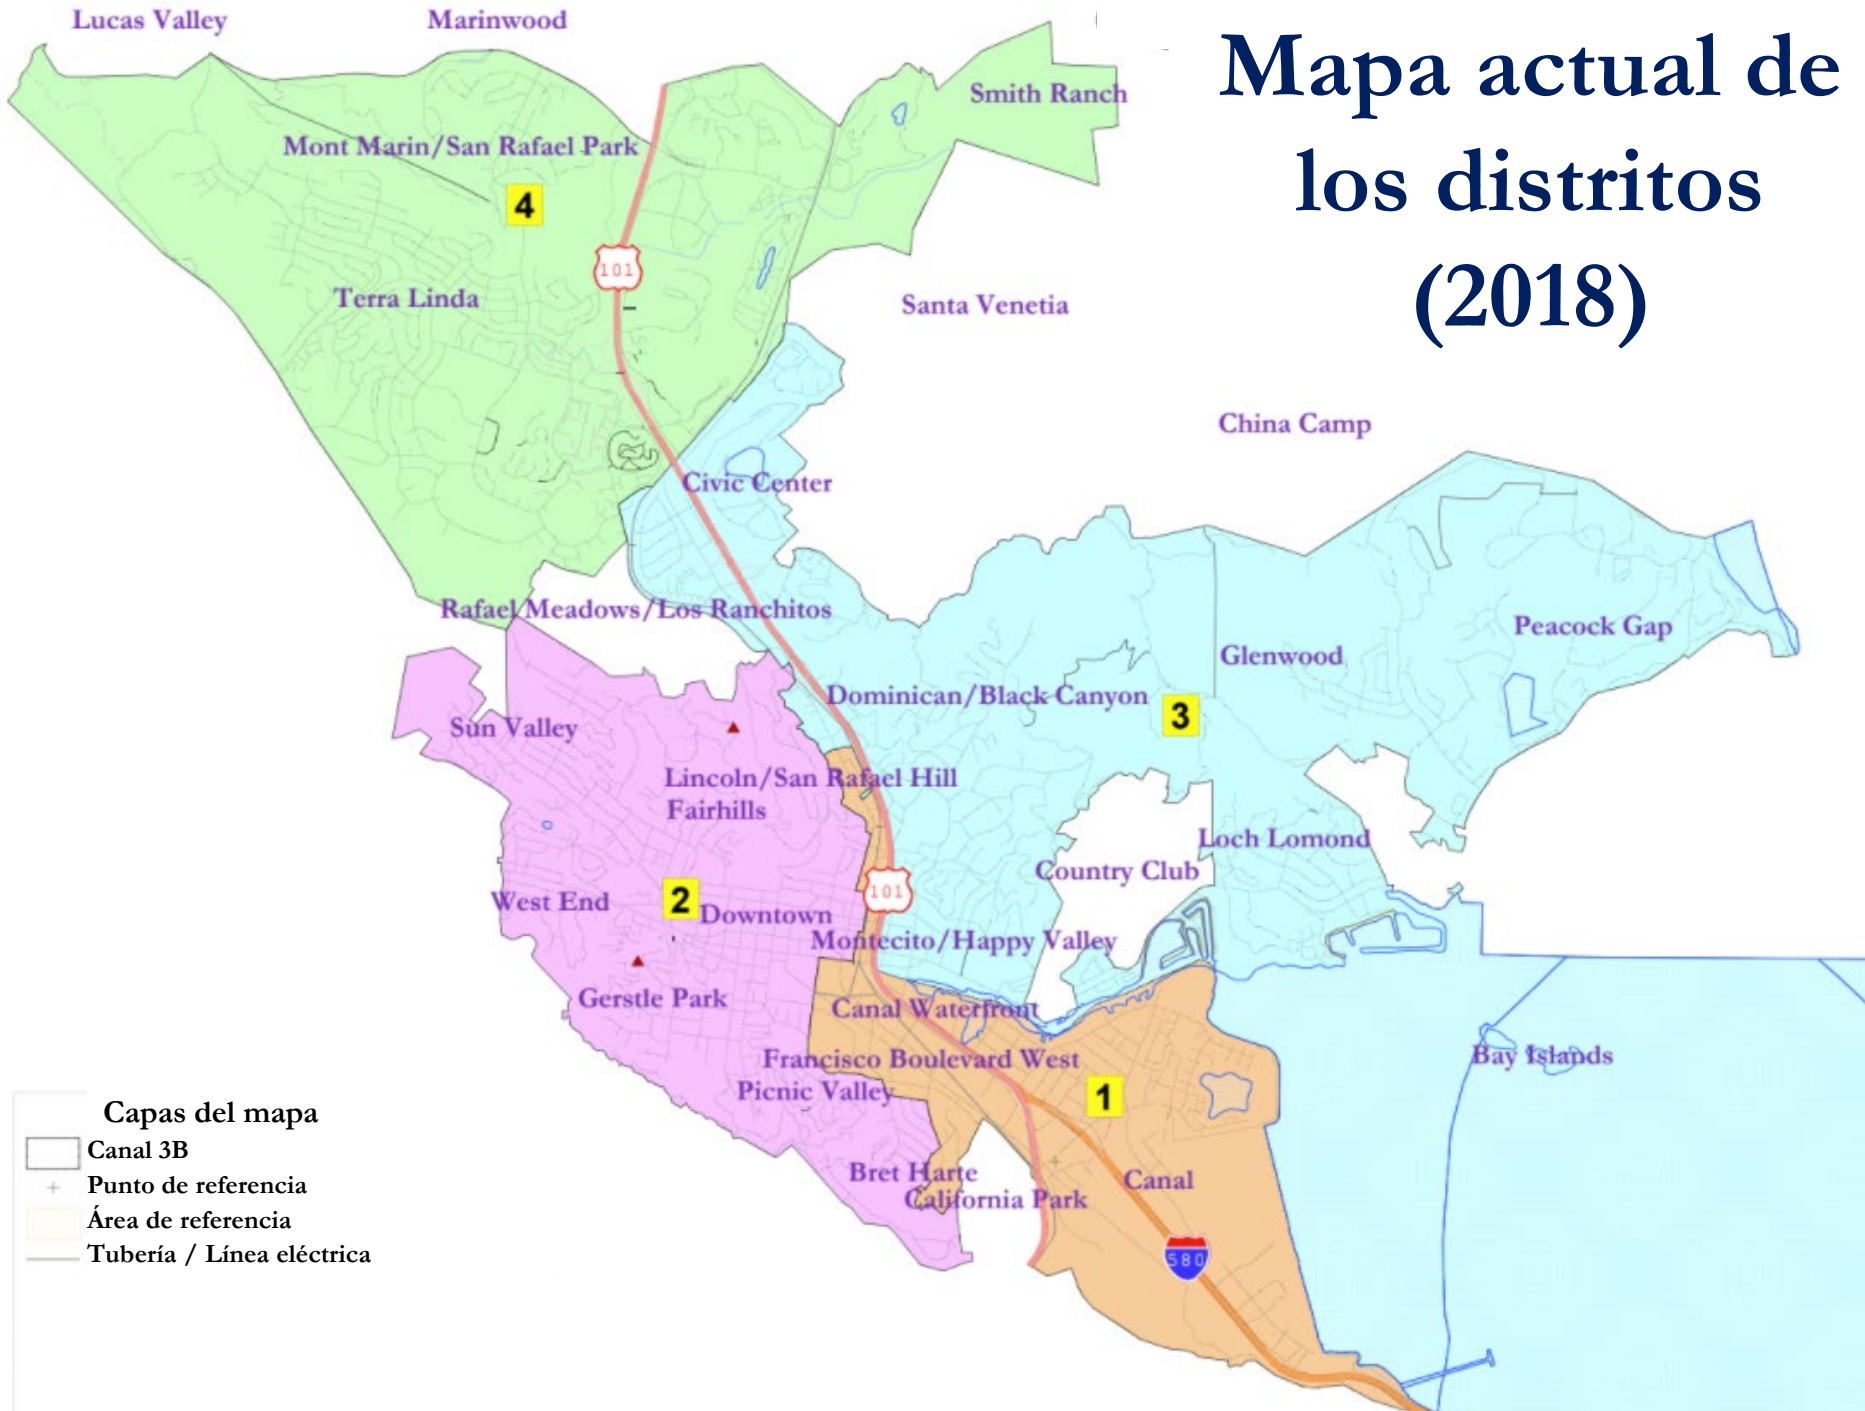 Lucas Valley
Marinwood
Mapa actual de
los distritos
(2018)
Smith Ranch
Mont Marin/San Rafael Park
4
101
Terra Linda
Santa Venetia
China Camp
Civic Center
Rafael Meadows/Los Ranchitos
Peacock Gap
Glenwood
Dominican/Black Canyon
3
Sun Valley
Lincoln/San Rafael Hill
Fairhills
Loch Lomond
Country Club
101
West End
2
Downtown
Montecito/Happy Valley
Gerstle Park
Canal Waterfront
Francisco Boulevard West
Bay Islands
Picnic Valley
1
Bret Harte
Canal
California Park
580
Capas del mapa
Canal 3B
Punto de referencia
Área de referencia
Tubería / Línea eléctrica